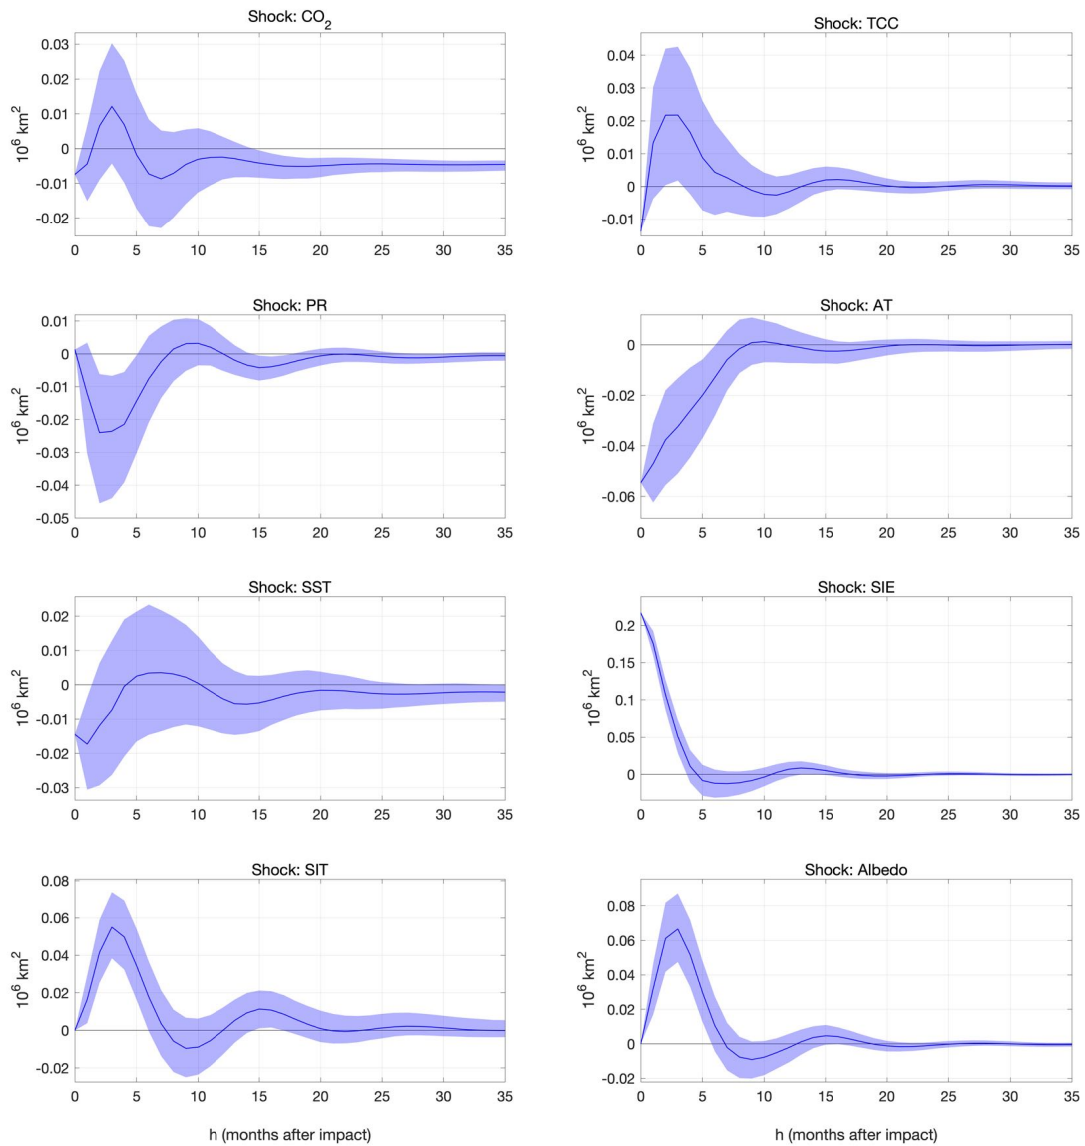 Shock: CO2
10^6 km^2
0.03
0.02
0.01
0
-0.01
-0.02
0 5 10 15 20 25 30 35
Shock: TCC
10^6 km^2
0.04
0.03
0.02
0.01
0
-0.01
0 5 10 15 20 25 30 35
Shock: PR
10^6 km^2
0.01
0
-0.01
-0.02
-0.03
-0.04
-0.05
0 5 10 15 20 25 30 35
Shock: AT
10^6 km^2
0
-0.02
-0.04
-0.06
0 5 10 15 20 25 30 35
Shock: SST
10^6 km^2
0.02
0.01
0
-0.01
-0.02
-0.03
0 5 10 15 20 25 30 35
Shock: SIE
10^6 km^2
0.2
0.15
0.1
0.05
0
0 5 10 15 20 25 30 35
Shock: SIT
10^6 km^2
0.08
0.06
0.04
0.02
0
-0.02
0 5 10 15 20 25 30 35
h (months after impact)
Shock: Albedo
10^6 km^2
0.08
0.06
0.04
0.02
0
-0.02
0 5 10 15 20 25 30 35
h (months after impact)